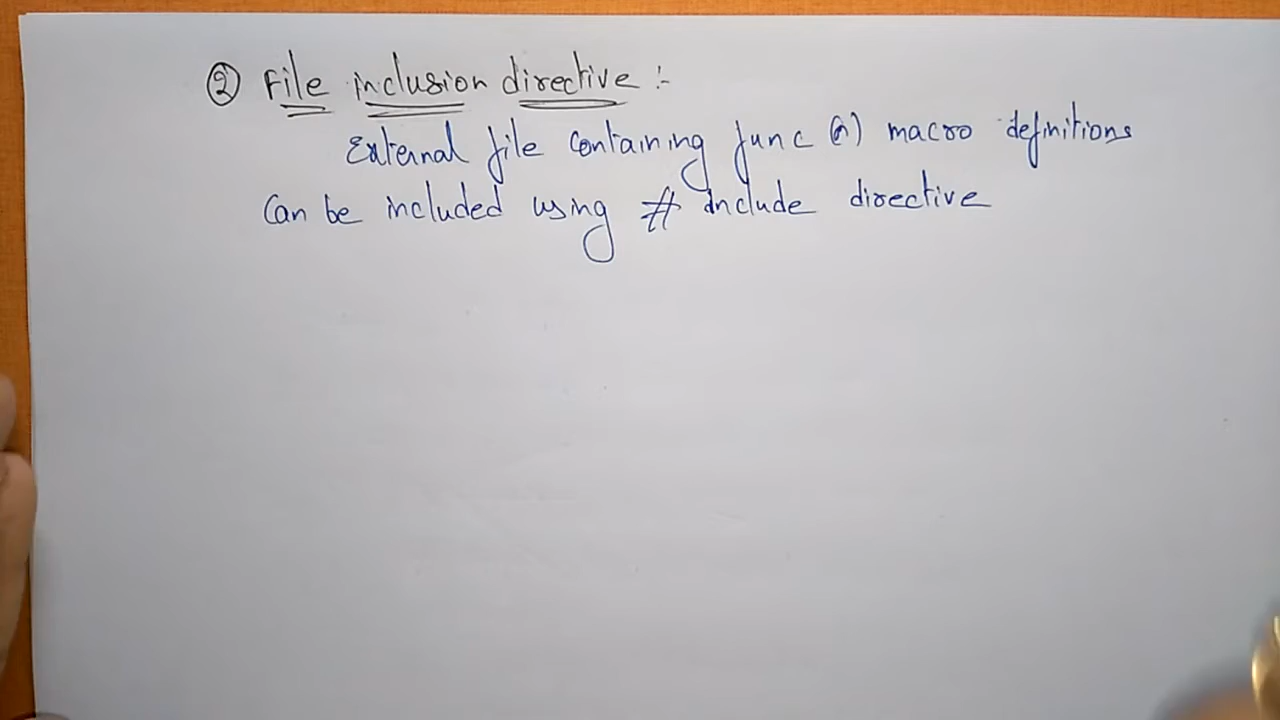 ② File inclusion directive :-
External file containing func (or) macro definitions
Can be included using # include directive